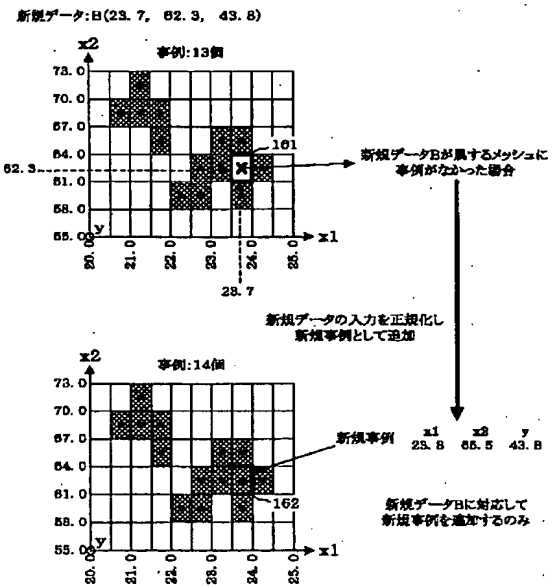 新規データ:B(23.7, 62.3, 43.8)
x2
事例:13個
73.0
70.0
67.0
64.0
62.3
61.0
58.0
55.0
y
161
x1
20.0
21.0
22.0
23.0
24.0
25.0
23.7
新規データBが属するメッシュに
事例がなかった場合
新規データの入力を正規化し
新規事例として追加
x2
事例:14個
73.0
70.0
67.0
64.0
61.0
58.0
55.0
y
162
x1
20.0
21.0
22.0
23.0
24.0
25.0
新規事例
x1 x2 y
23.8 65.5 43.8
新規データBに対応して
新規事例を追加するのみ